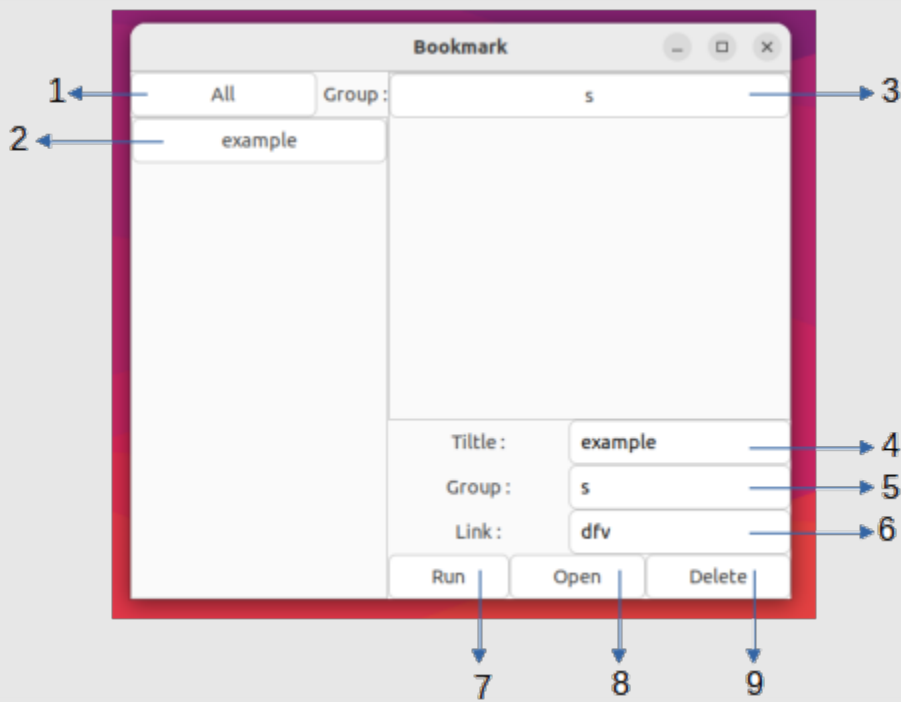 Bookmark
1 All Group : s 3
2 example
Tiltle : example 4
Group : s 5
Link : dfv 6
Run Open Delete
7 8 9